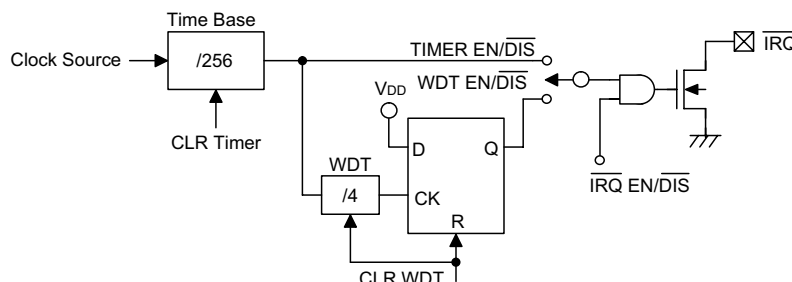 Time Base
Clock Source
/256
CLR Timer
TIMER EN/DIS
WDT EN/DIS
IRQ
VDD
D
Q
CK
R
WDT
/4
CLR WDT
IRQ EN/DIS